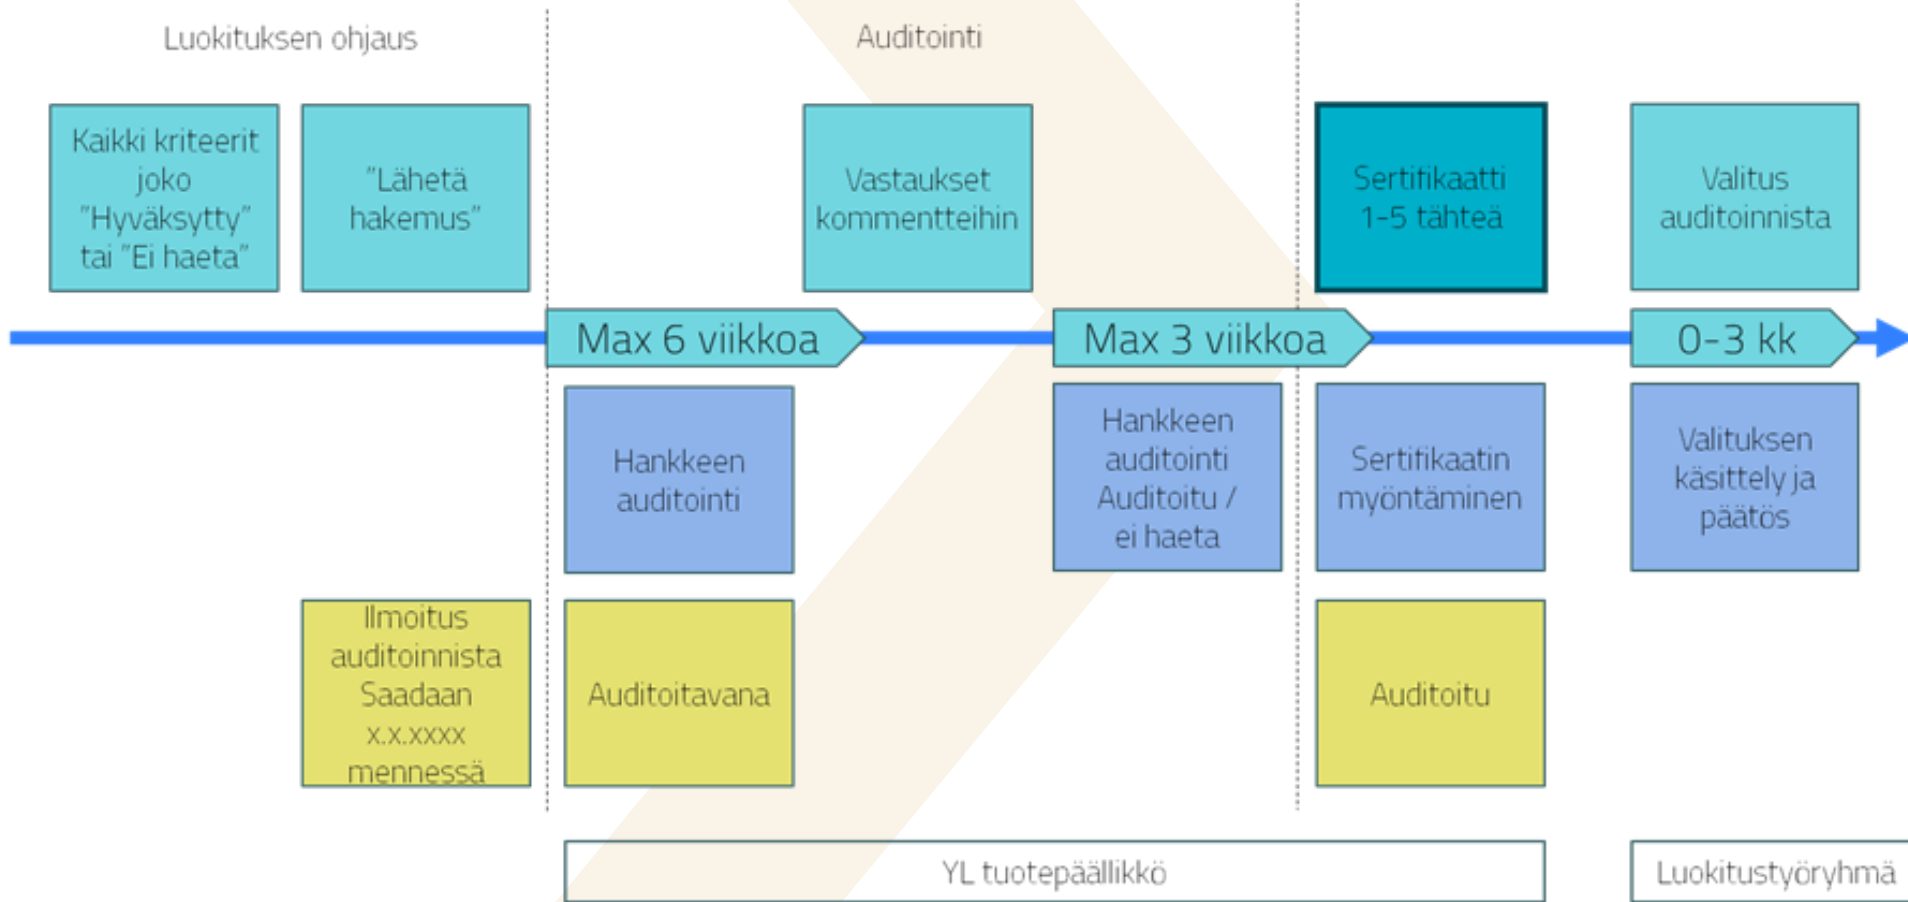 Luokituksen ohjaus
Auditointi
Kaikki kriteerit
joko
"Hyväksytty"
tai "Ei haeta"
"Lähetä
hakemus"
Vastaukset
kommentteihin
Sertifikaatti
1-5 tähteä
Valitus
auditoinnista
Max 6 viikkoa
Max 3 viikkoa
0-3 kk
Hankkeen
auditointi
Hankkeen
auditointi
Auditoitu /
ei haeta
Sertifikaatin
myöntäminen
Valituksen
käsittely ja
päätös
Ilmoitus
auditoinnista
Saadaan
x.x.xxxx
mennessä
Auditoitavana
Auditoitu
YL tuotepäällikkö
Luokitustyöryhmä